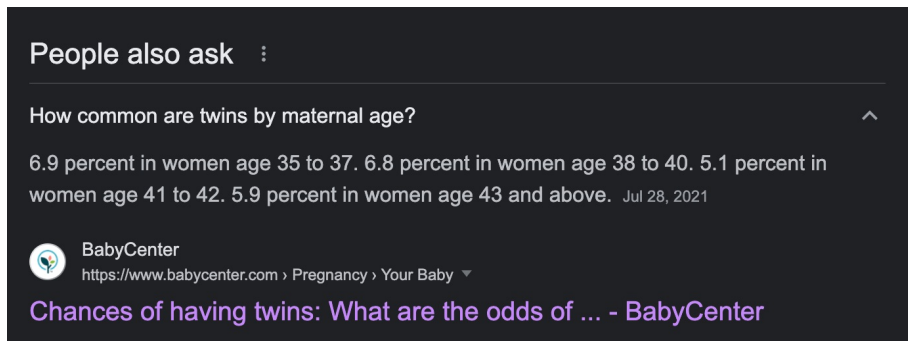 People also ask
How common are twins by maternal age?
6.9 percent in women age 35 to 37. 6.8 percent in women age 38 to 40. 5.1 percent in
women age 41 to 42. 5.9 percent in women age 43 and above. Jul 28, 2021
BabyCenter
https://www.babycenter.com › Pregnancy › Your Baby
Chances of having twins: What are the odds of ... - BabyCenter